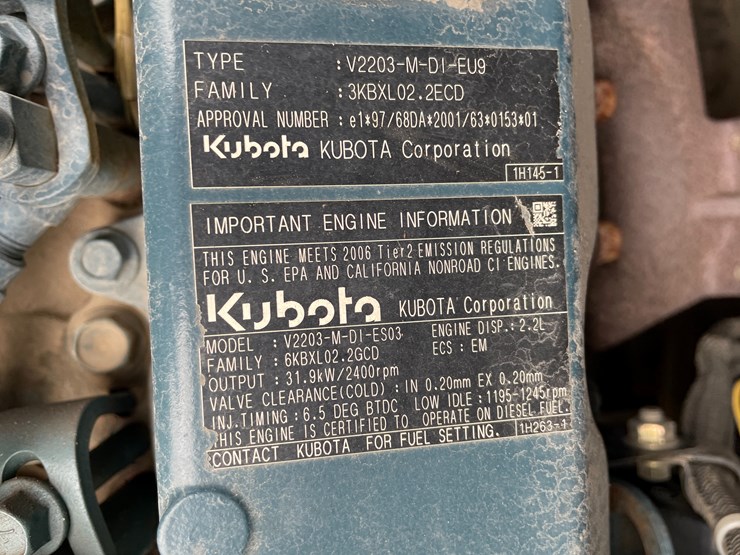 TYPE : V2203-M-DI-EU9
FAMILY : 3KBXL02.2ECD
APPROVAL NUMBER : e1*97/68DA*2001/63*0153*01
Kubota KUBOTA Corporation
1H145-1
IMPORTANT ENGINE INFORMATION
THIS ENGINE MEETS 2006 Tier2 EMISSION REGULATIONS
FOR U. S. EPA AND CALIFORNIA NONROAD CI ENGINES.
Kubota KUBOTA Corporation
MODEL : V2203-M-DI-ES03 ENGINE DISP.: 2.2L
FAMILY : 6KBXL02.2GCD ECS : EM
OUTPUT : 31.9kW/2400rpm
VALVE CLEARANCE(COLD) : IN 0.20mm EX 0.20mm
INJ.TIMING : 6.5 DEG BTDC LOW IDLE : 1195-1245rpm
THIS ENGINE IS CERTIFIED TO OPERATE ON DIESEL FUEL.
CONTACT KUBOTA FOR FUEL SETTING. 1H263-1